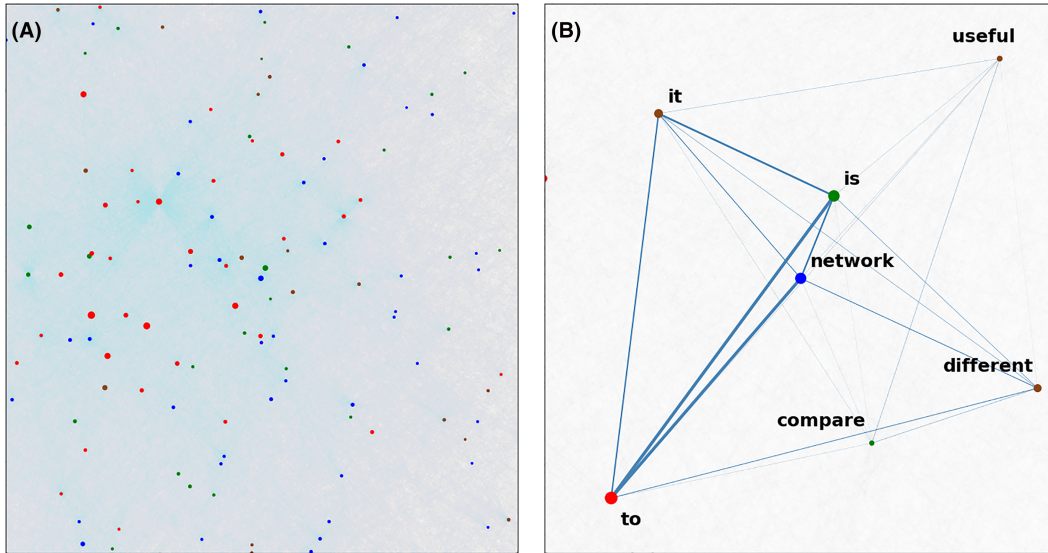 (A)
(B)
useful
it
is
network
different
compare
to